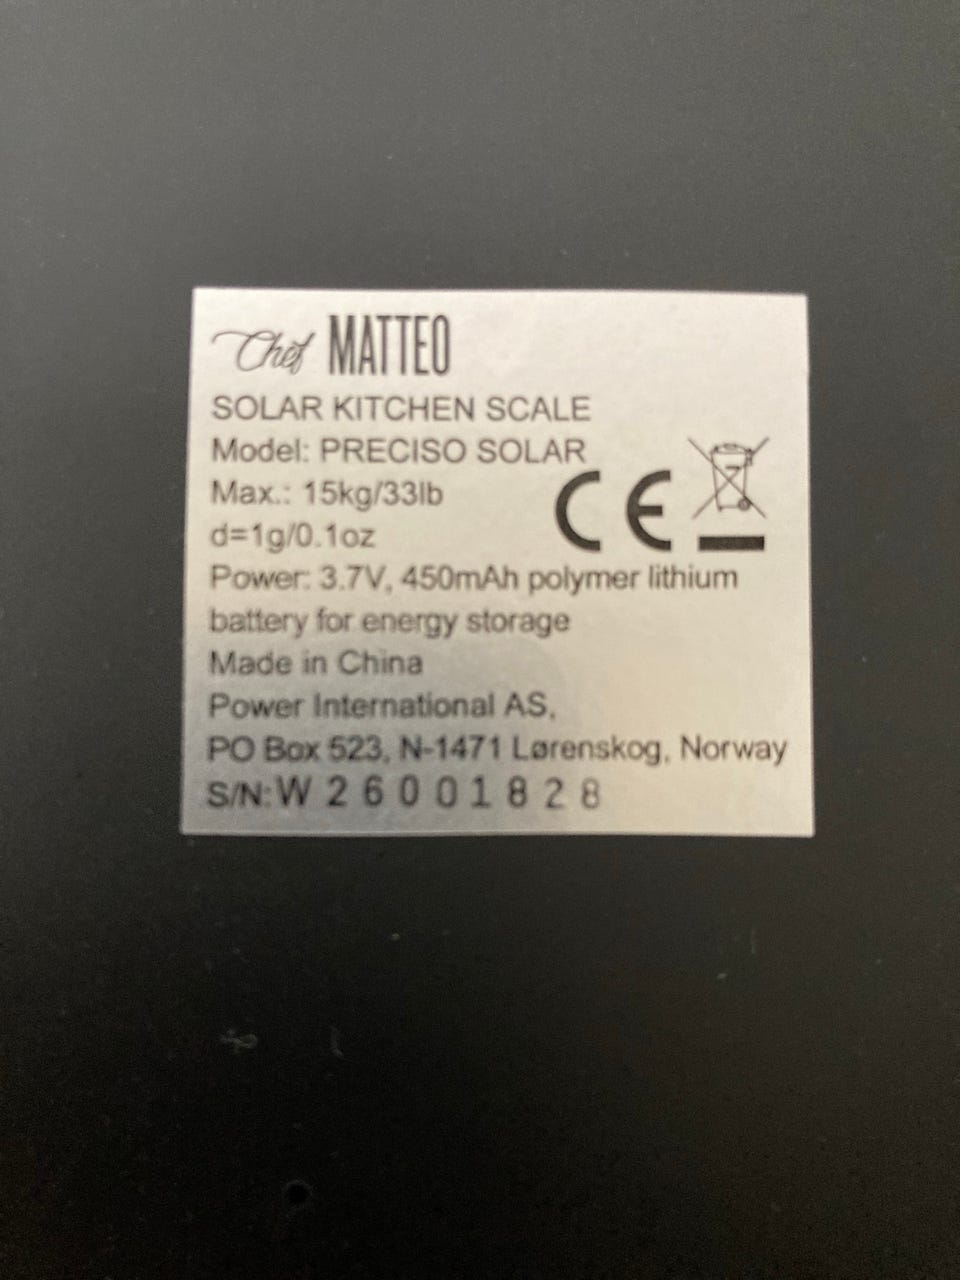 Chef MATTEO
SOLAR KITCHEN SCALE
Model: PRECISO SOLAR
Max.: 15kg/33lb
d=1g/0.1oz
CE
Power: 3.7V, 450mAh polymer lithium
battery for energy storage
Made in China
Power International AS,
PO Box 523, N-1471 Lørenskog, Norway
S/N: W26001828